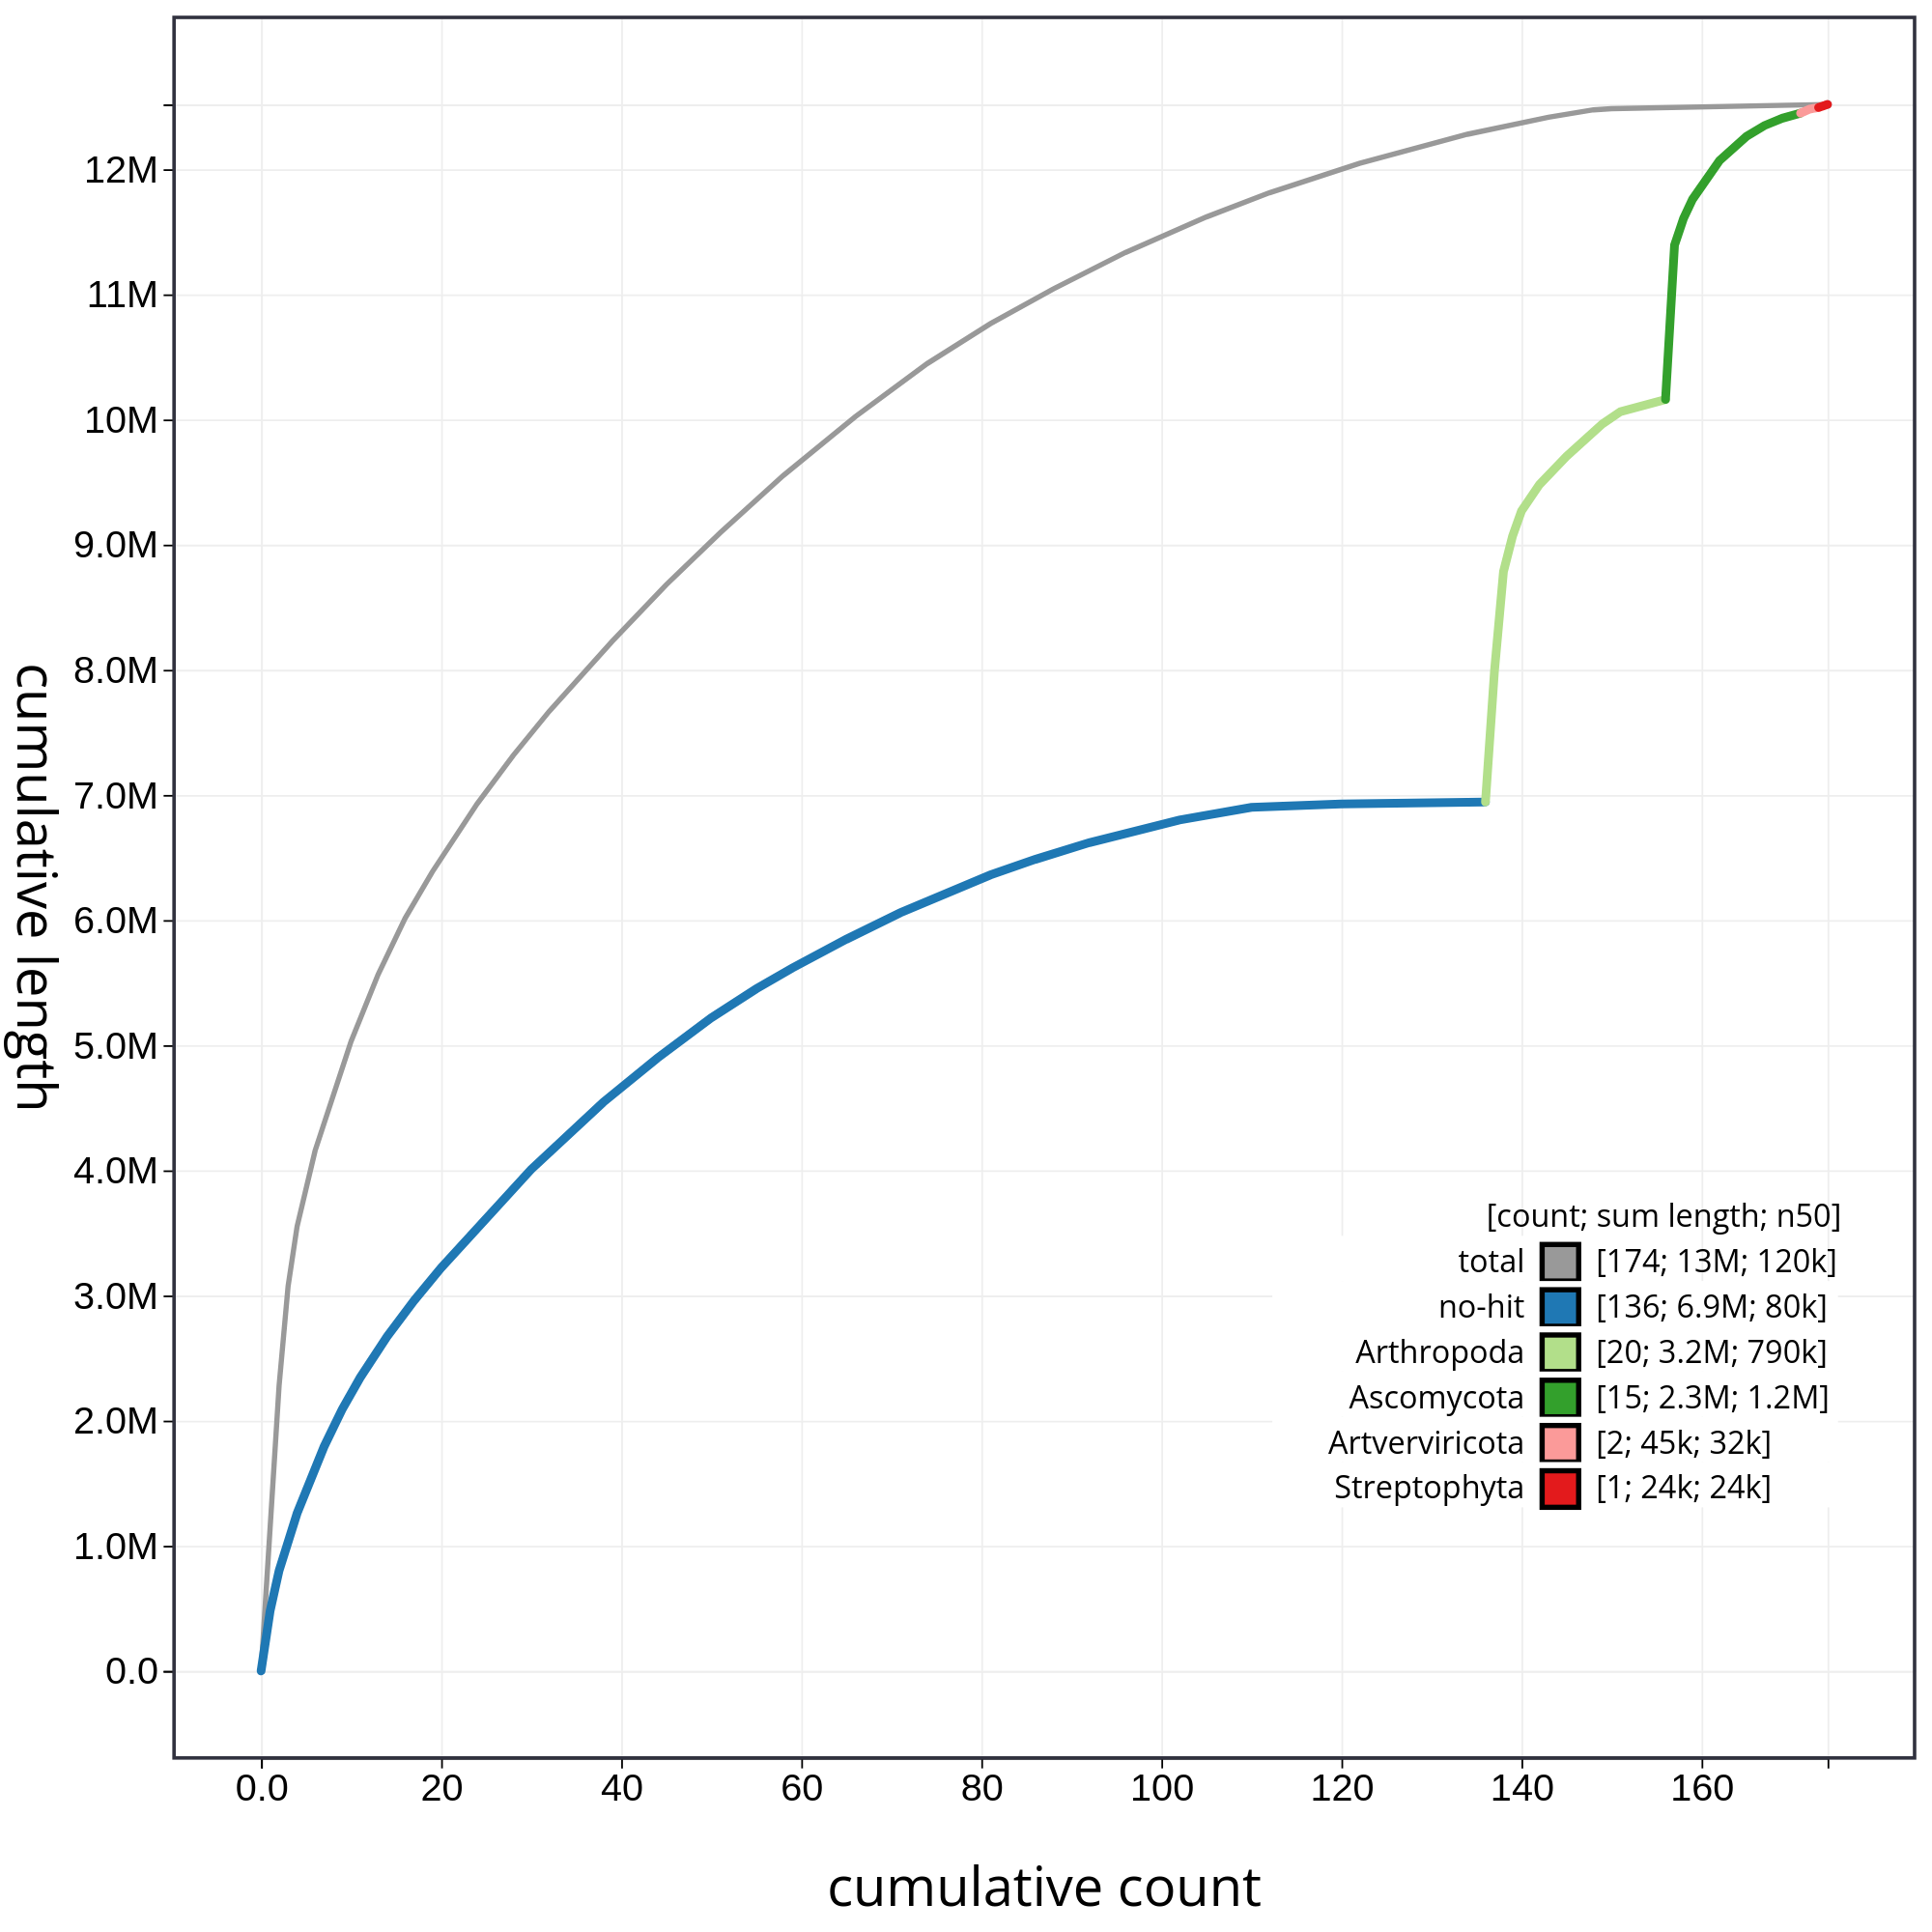 cumulative length
12M
11M
10M
9.0M
8.0M
7.0M
6.0M
5.0M
4.0M
3.0M
2.0M
1.0M
0.0
[count; sum length; n50]
total [174; 13M; 120k]
no-hit [136; 6.9M; 80k]
Arthropoda [20; 3.2M; 790k]
Ascomycota [15; 2.3M; 1.2M]
Artverviricota [2; 45k; 32k]
Streptophyta [1; 24k; 24k]
0.0 20 40 60 80 100 120 140 160
cumulative count